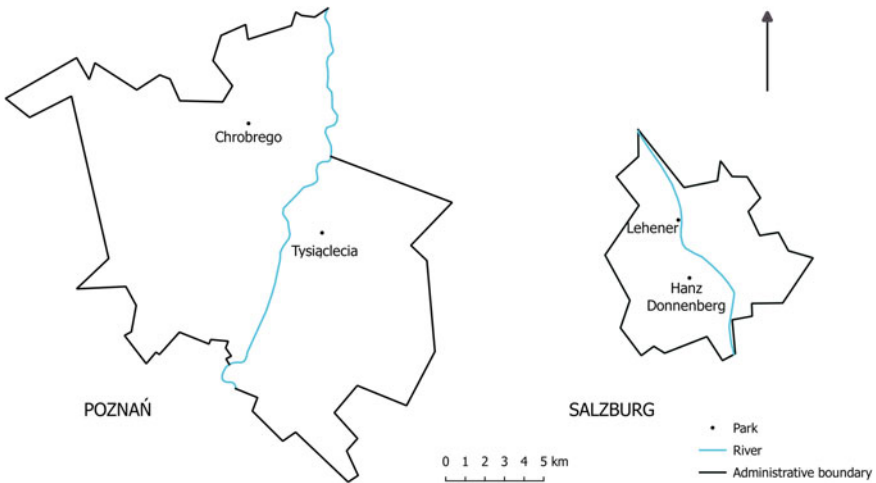 Chrobrego
Tysiąclecia
Lehener
Hanz
Donnenberg
POZNAŃ
SALZBURG
Park
River
Administrative boundary
0 1 2 3 4 5 km